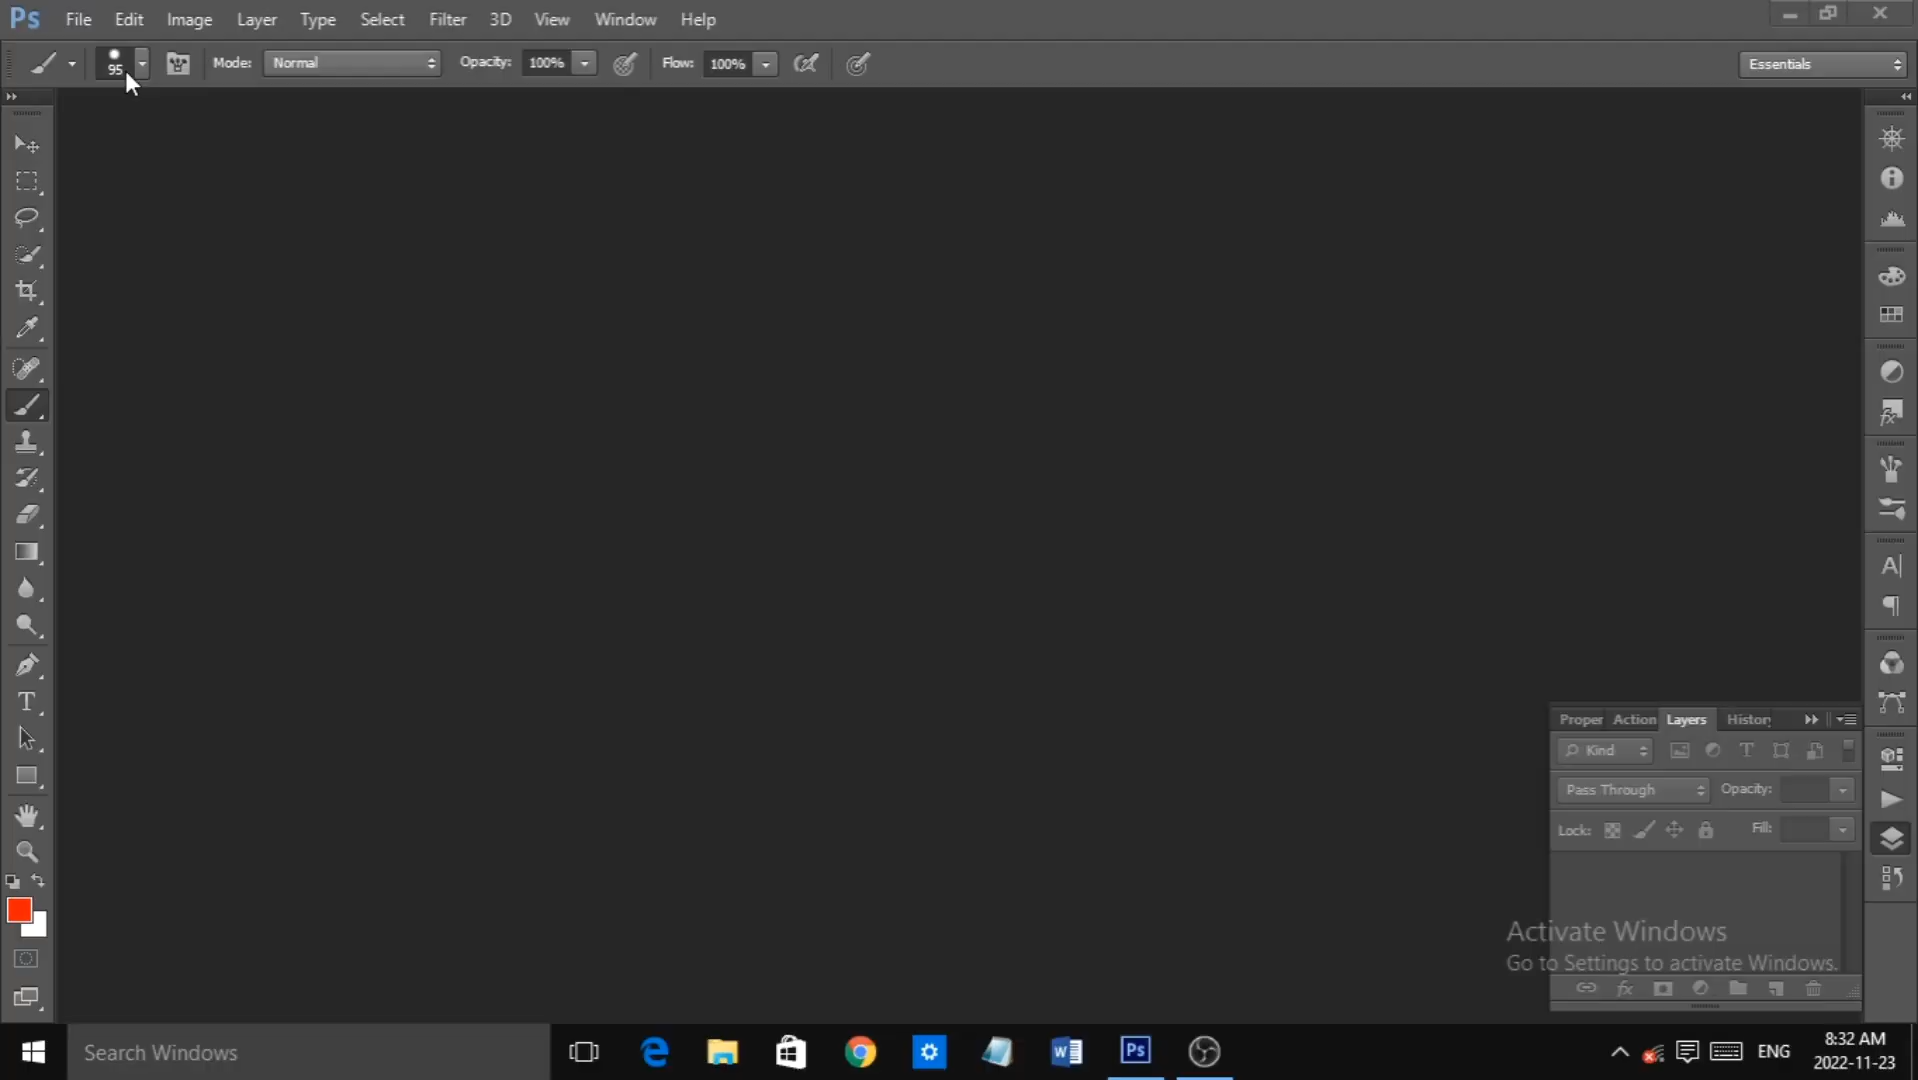 Ps File Edit Image Layer Type Select Filter 3D View Window Help
95 Mode: Normal Opacity: 100% Flow: 100% Essentials
Proper Action Layers History
Kind
Pass Through Opacity:
Lock: Fill:
Activate Windows
Go to Settings to activate Windows.
Search Windows
Ps
ENG
8:32 AM
2022-11-23